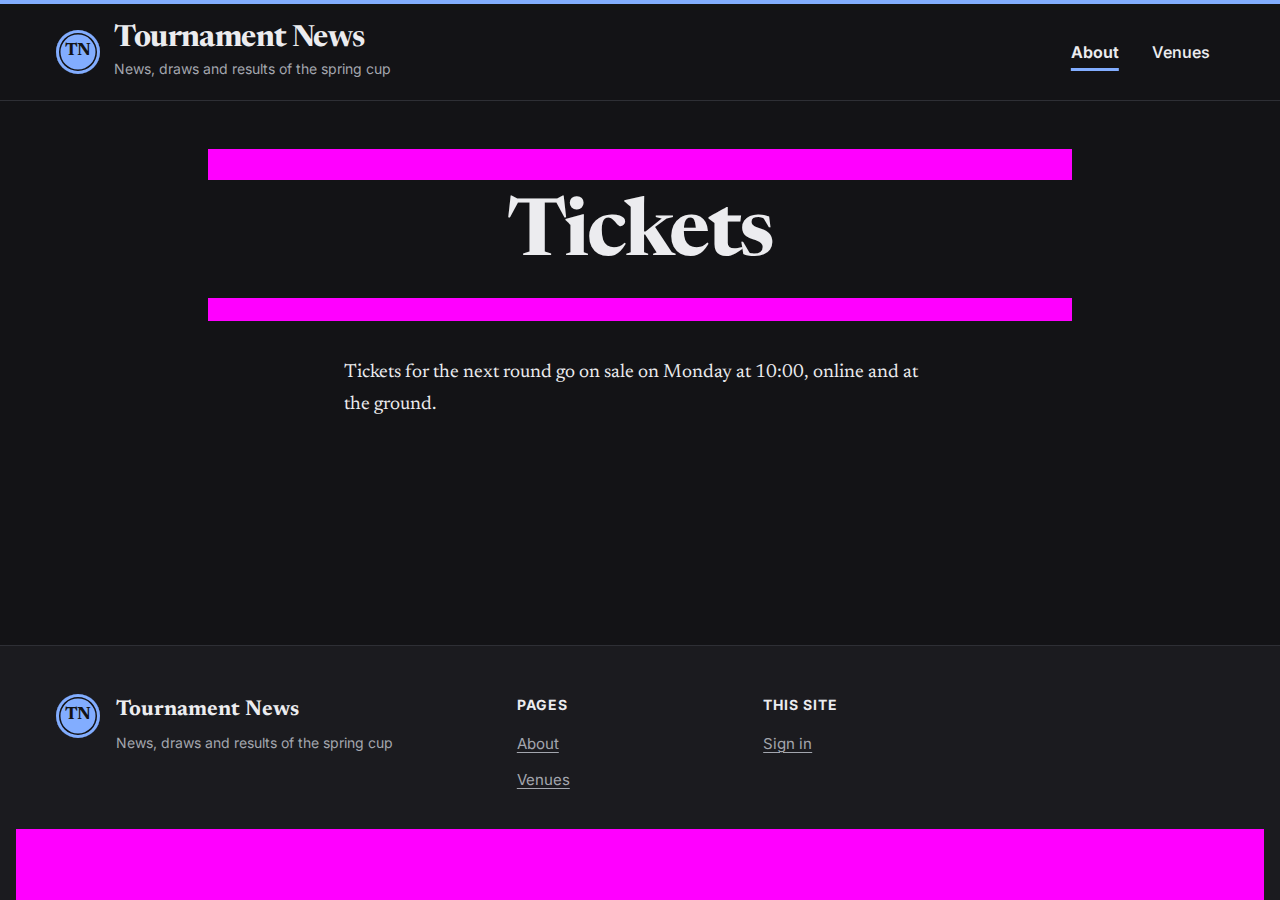 TN
Tournament News
News, draws and results of the spring cup
About
Venues
Tickets
Tickets for the next round go on sale on Monday at 10:00, online and at
the ground.
TN
Tournament News
News, draws and results of the spring cup
PAGES
About
Venues
THIS SITE
Sign in